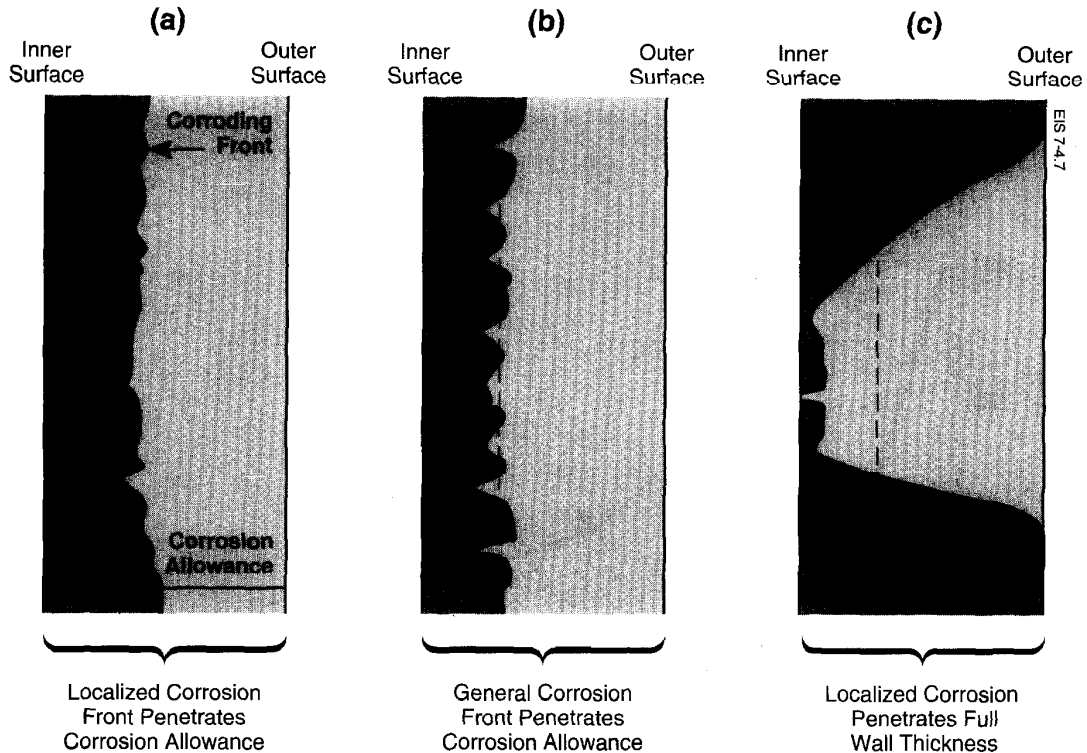 (a)
Inner
Surface
Outer
Surface
Corroding
Front
Corrosion
Allowance
Localized Corrosion
Front Penetrates
Corrosion Allowance
(b)
Inner
Surface
Outer
Surface
General Corrosion
Front Penetrates
Corrosion Allowance
(c)
Inner
Surface
Outer
Surface
EIS 7-4.7
Localized Corrosion
Penetrates Full
Wall Thickness